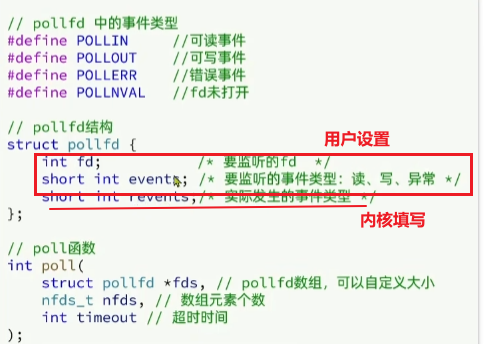 // pollfd 中的事件类型
#define POLLIN //可读事件
#define POLLOUT //可写事件
#define POLLERR //错误事件
#define POLLNVAL //fd未打开
// pollfd结构
struct pollfd {
用户设置
int fd; /* 要监听的fd */
short int events; /* 要监听的事件类型：读、写、异常 */
short int revents;/* 实际发生的事件类型 */
};
内核填写
// poll函数
int poll(
struct pollfd *fds, // pollfd数组，可以自定义大小
nfds_t nfds, // 数组元素个数
int timeout // 超时时间
);